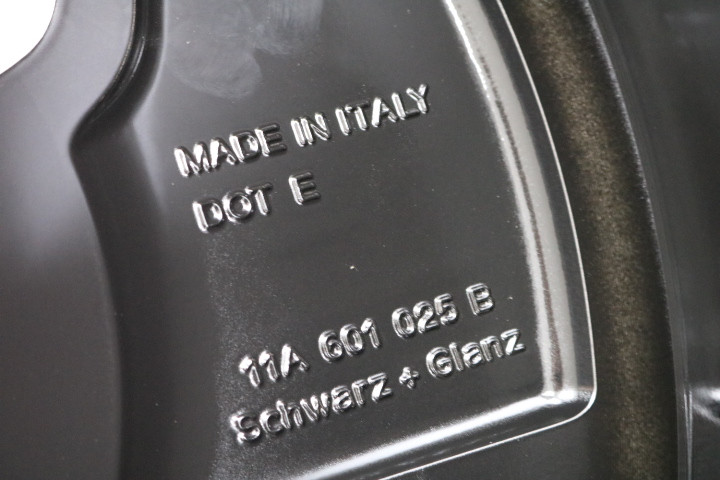 MADE IN ITALY
DOT E
11A 601 025 B
Schwarz + Glanz